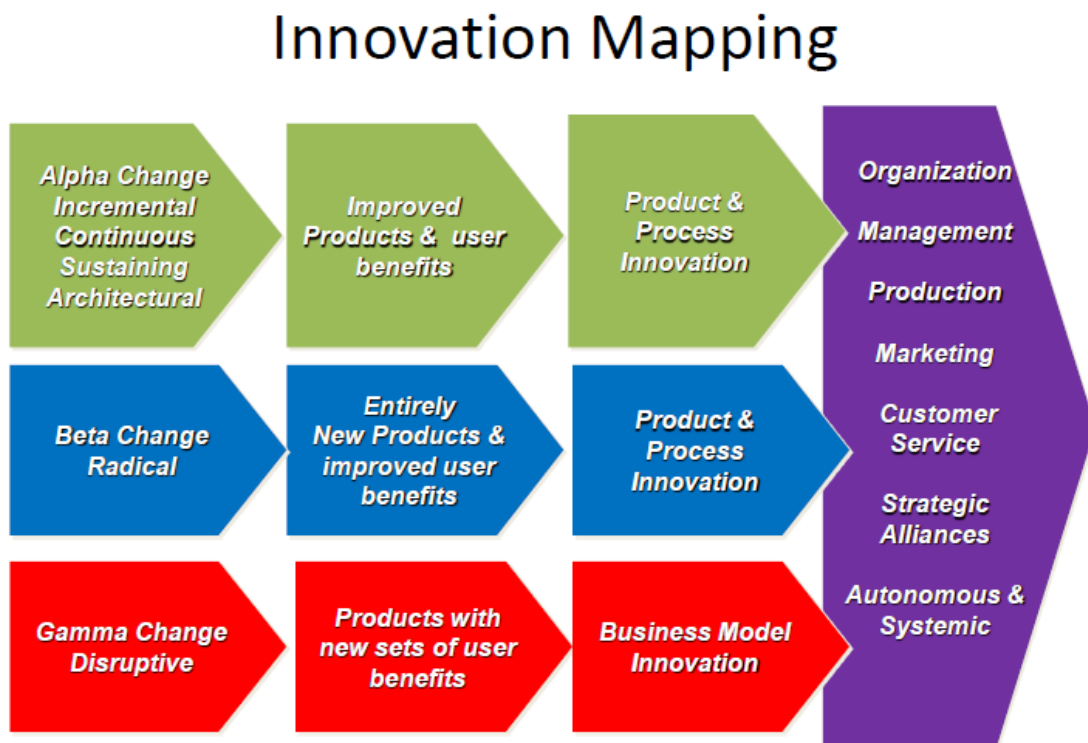 Innovation Mapping
Alpha Change
Incremental
Continuous
Sustaining
Architectural
Improved
Products & user
benefits
Product &
Process
Innovation
Beta Change
Radical
Entirely
New Products &
improved user
benefits
Product &
Process
Innovation
Gamma Change
Disruptive
Products with
new sets of user
benefits
Business Model
Innovation
Organization
Management
Production
Marketing
Customer
Service
Strategic
Alliances
Autonomous &
Systemic